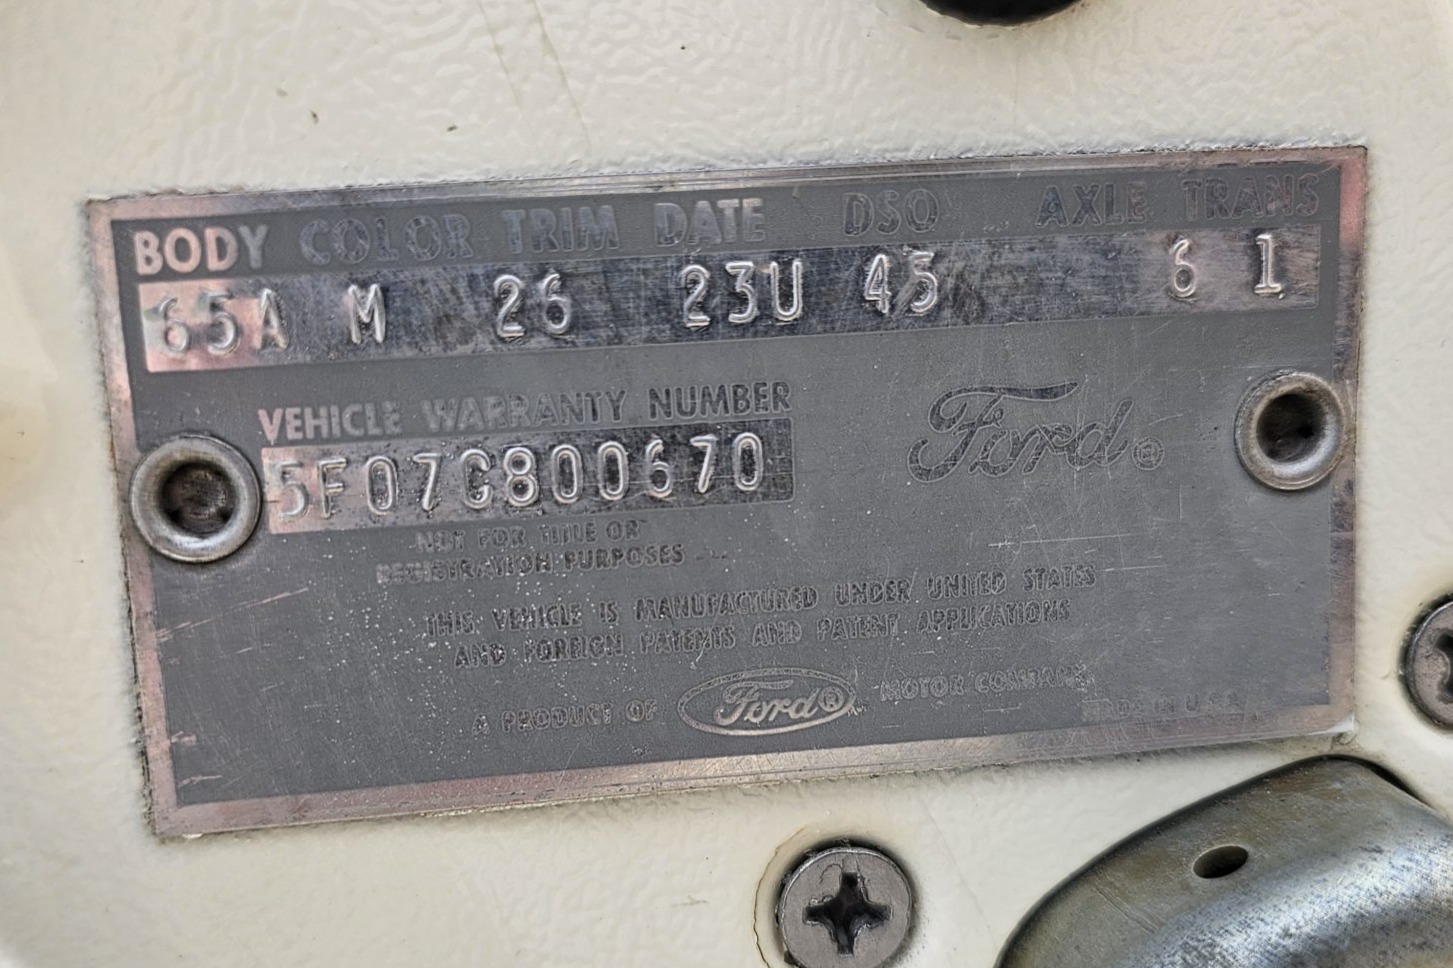 BODY COLOR TRIM DATE DSO AXLE TRANS
65A M 26 23U 45 6 1
VEHICLE WARRANTY NUMBER
5F07C800670
Ford®
NOT FOR TITLE OR
REGISTRATION PURPOSES
THIS VEHICLE IS MANUFACTURED UNDER UNITED STATES
AND FOREIGN PATENTS AND PATENT APPLICATIONS
A PRODUCT OF Ford® MOTOR COMPANY
MADE IN U.S.A.